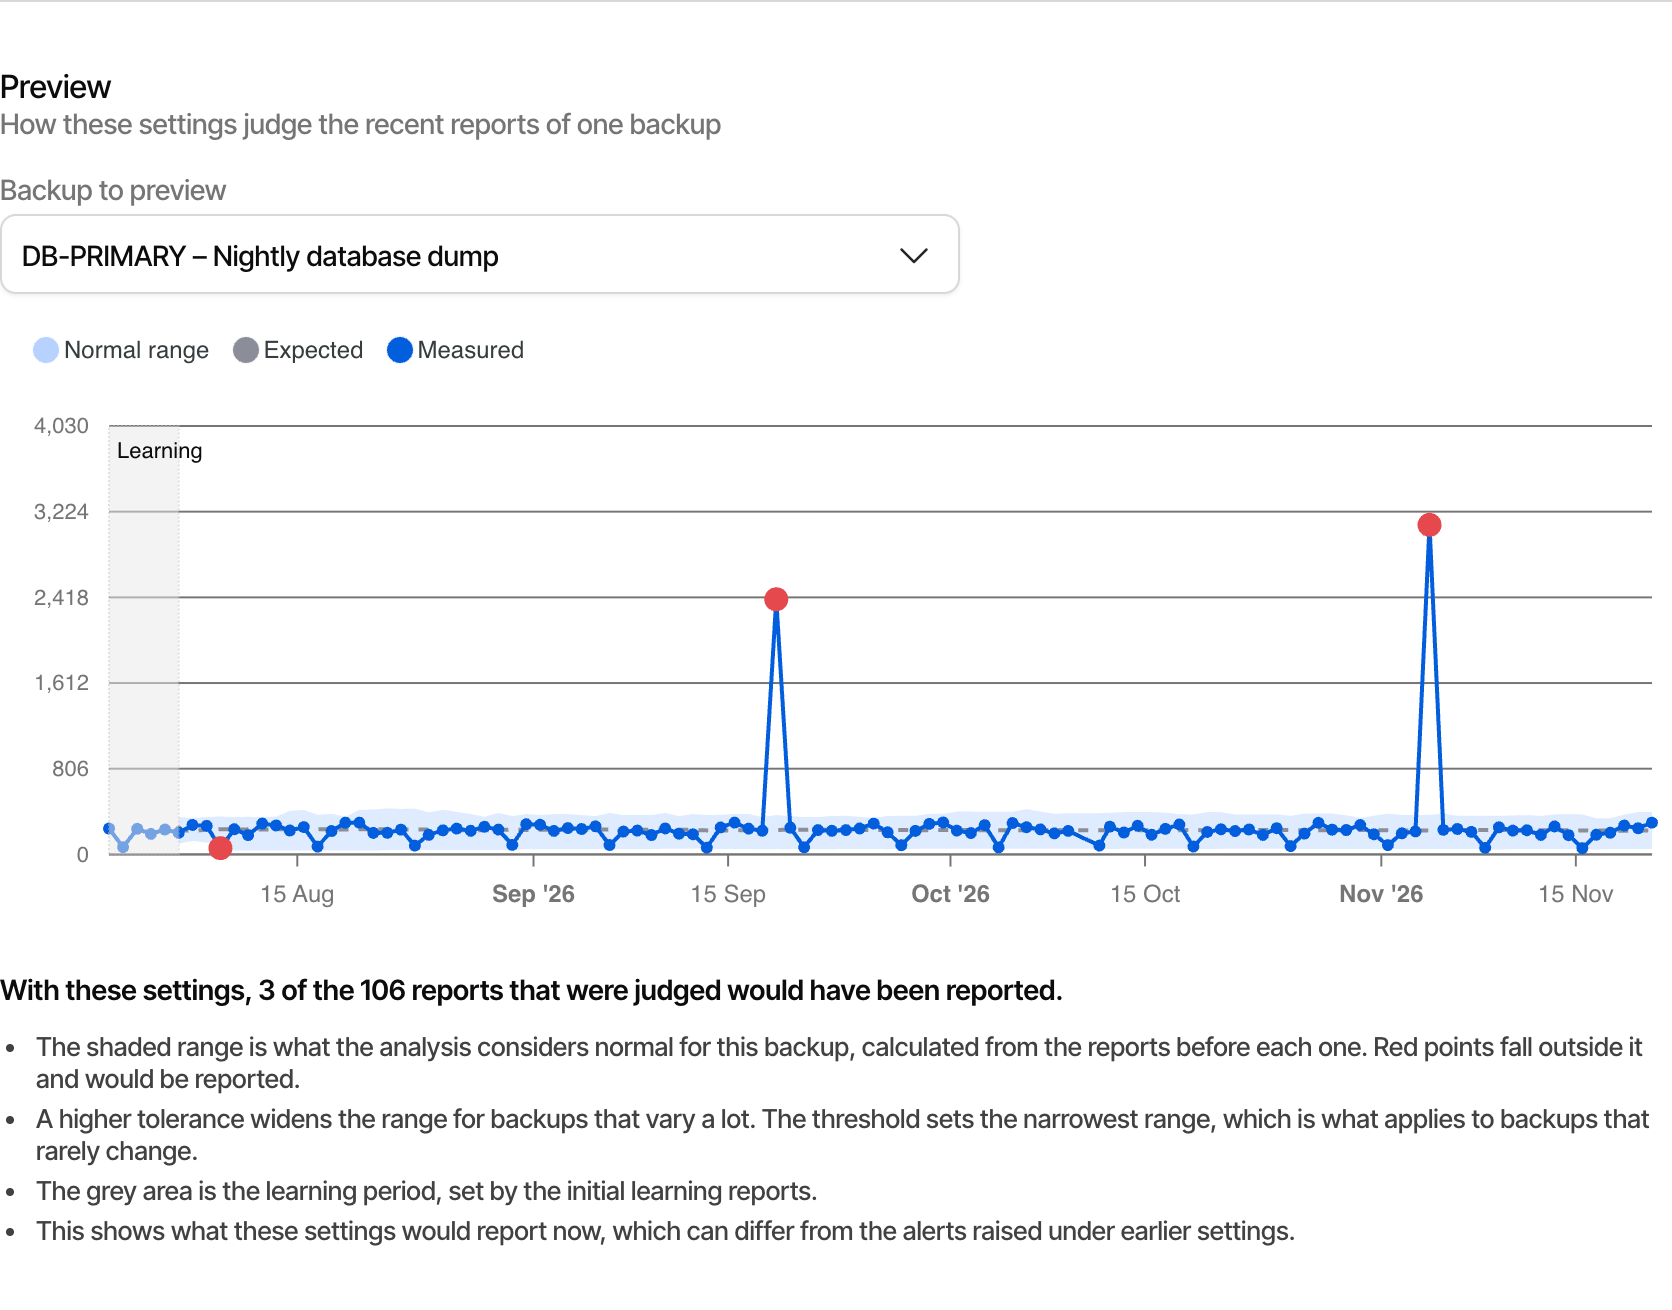 Preview
How these settings judge the recent reports of one backup
Backup to preview
DB-PRIMARY – Nightly database dump
Normal range
Expected
Measured
4,030
Learning
3,224
2,418
1,612
806
0
15 Aug
Sep '26
15 Sep
Oct '26
15 Oct
Nov '26
15 Nov
With these settings, 3 of the 106 reports that were judged would have been reported.
• The shaded range is what the analysis considers normal for this backup, calculated from the reports before each one. Red points fall outside it
and would be reported.
• A higher tolerance widens the range for backups that vary a lot. The threshold sets the narrowest range, which is what applies to backups that
rarely change.
• The grey area is the learning period, set by the initial learning reports.
• This shows what these settings would report now, which can differ from the alerts raised under earlier settings.